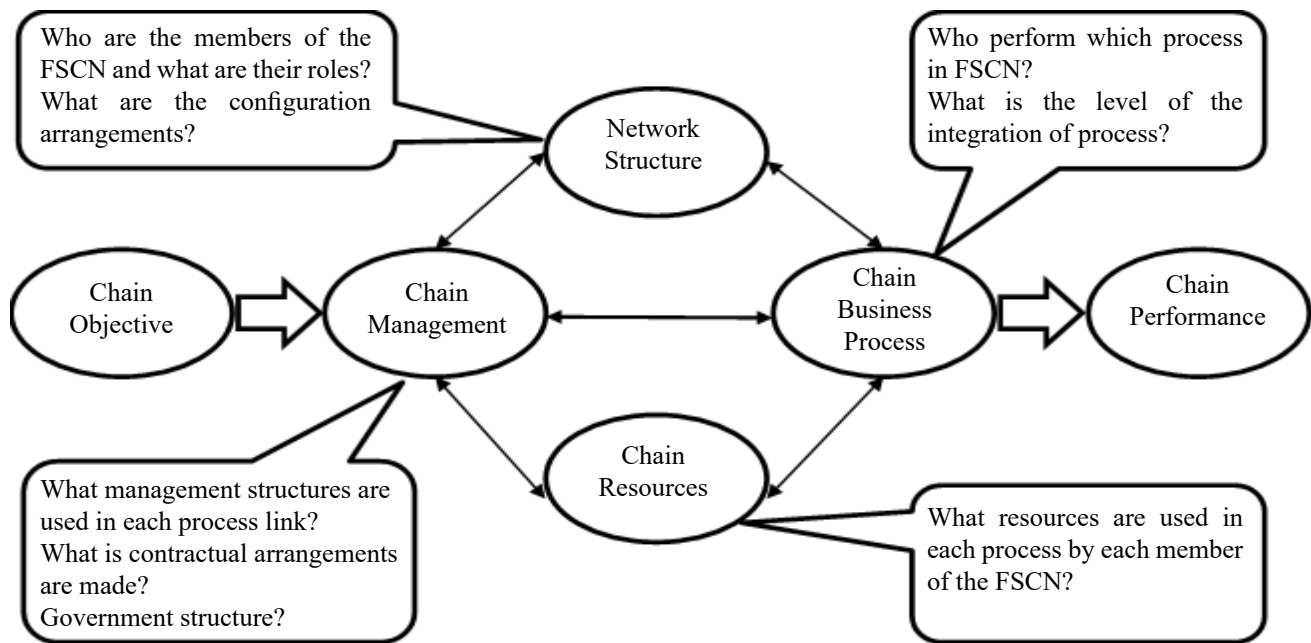 Who are the members of the
FSCN and what are their roles?
What are the configuration
arrangements?
Who perform which process
in FSCN?
What is the level of the
integration of process?
Network
Structure
Chain
Objective
Chain
Management
Chain
Business
Process
Chain
Performance
Chain
Resources
What management structures are
used in each process link?
What is contractual arrangements
are made?
Government structure?
What resources are used in
each process by each member
of the FSCN?